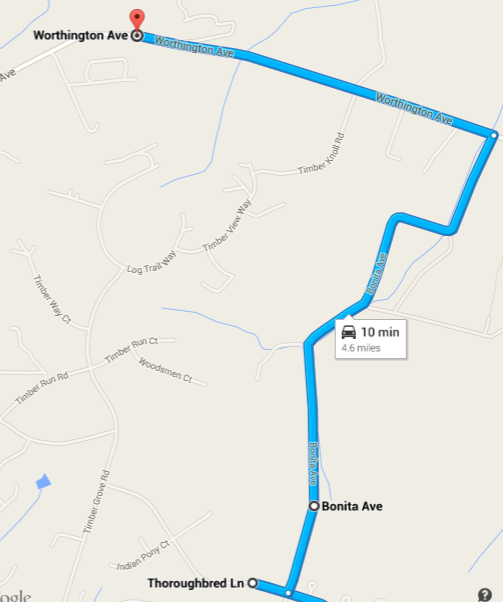 Worthington Ave
Worthington Ave
Ave
Worthington Ave
Timber Knoll Rd
Timber View Way
Log Trail Way
Bonita Ave
Timber Way Ct
10 min
4.6 miles
Timber Run Ct
Woodsmen Ct
Timber Run Rd
Bonita Ave
Timber Grove Rd
Bonita Ave
Indian Pony Ct
Thoroughbred Ln
ogle
?